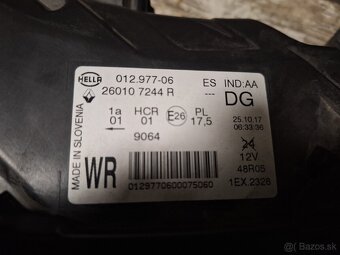 HELLA
012.977-06 ES IND:AA
26010 7244 R --- DG
1a HCR E26 PL 25.10.17
01 01 17,5 06:33:36
9064 24 12V
MADE IN SLOVENIA
WR 48R05
0129770600075060 1EX.2328
Bazos.sk